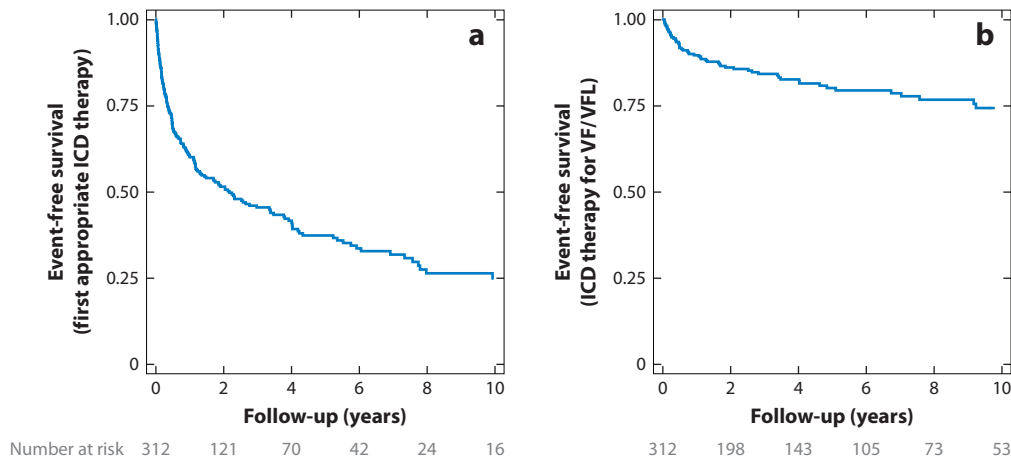 a
Event-free survival
(first appropriate ICD therapy)
1.00
0.75
0.50
0.25
0
0 2 4 6 8 10
Follow-up (years)
Number at risk 312 121 70 42 24 16
b
Event-free survival
(ICD therapy for VF/VFL)
1.00
0.75
0.50
0.25
0
0 2 4 6 8 10
Follow-up (years)
312 198 143 105 73 53